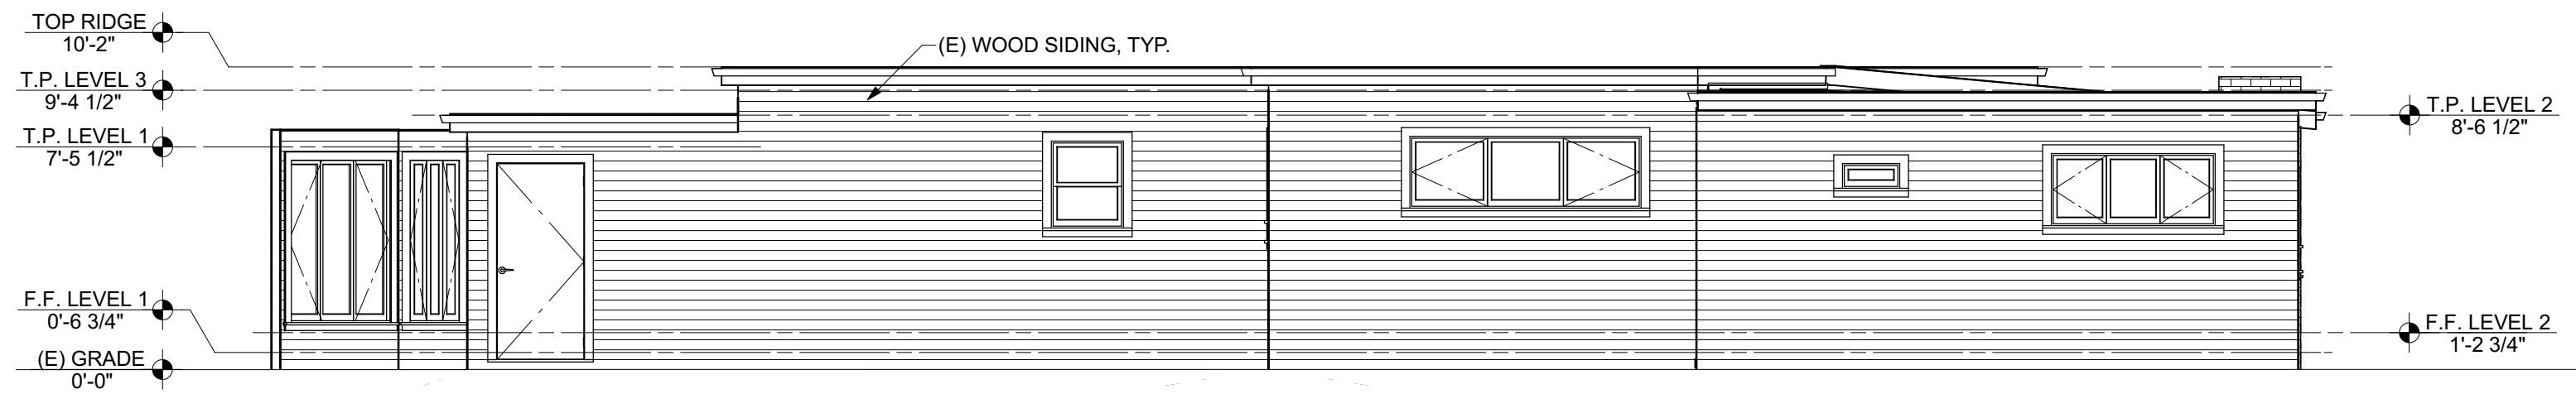 TOP RIDGE
10'-2"
(E) WOOD SIDING, TYP.
T.P. LEVEL 3
9'-4 1/2"
T.P. LEVEL 2
8'-6 1/2"
T.P. LEVEL 1
7'-5 1/2"
F.F. LEVEL 1
0'-6 3/4"
F.F. LEVEL 2
1'-2 3/4"
(E) GRADE
0'-0"